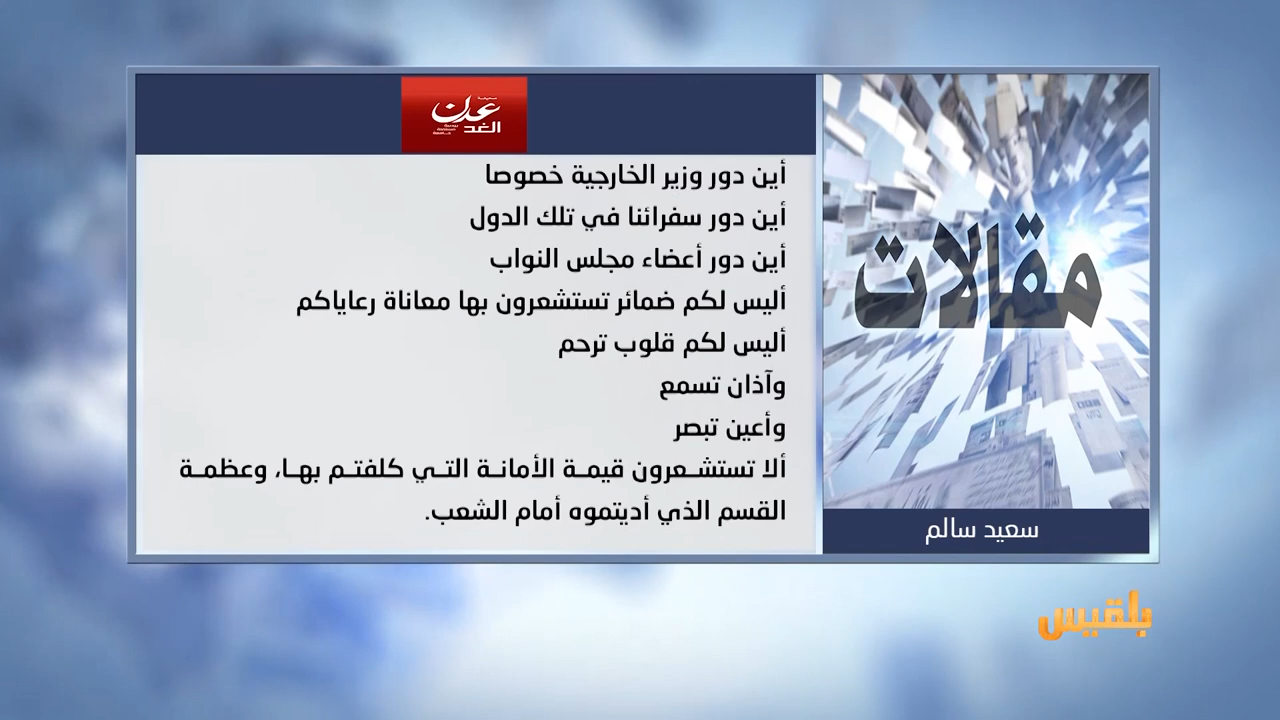 عدن
الغد
أين دور وزير الخارجية خصوصا
أين دور سفرائنا في تلك الدول
أين دور أعضاء مجلس النواب
أليس لكم ضمائر تستشعرون بها معاناة رعاياكم
أليس لكم قلوب ترحم
وآذان تسمع
وأعين تبصر
ألا تستشعرون قيمة الأمانة التي كلفتم بها، وعظمة
القسم الذي أديتموه أمام الشعب.
مقالات
سعيد سالم
بلقيس